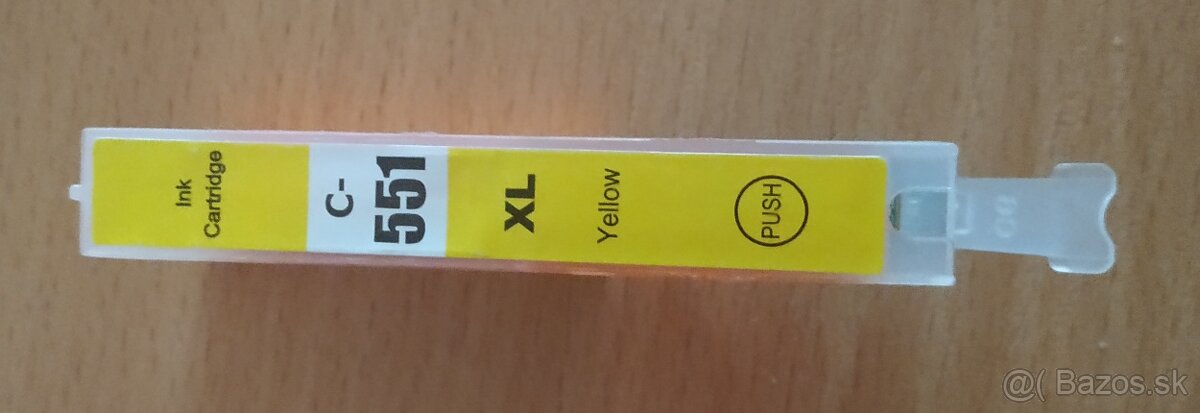 Ink
Cartridge
C-
551
XL
Yellow
PUSH
@( Bazos.sk